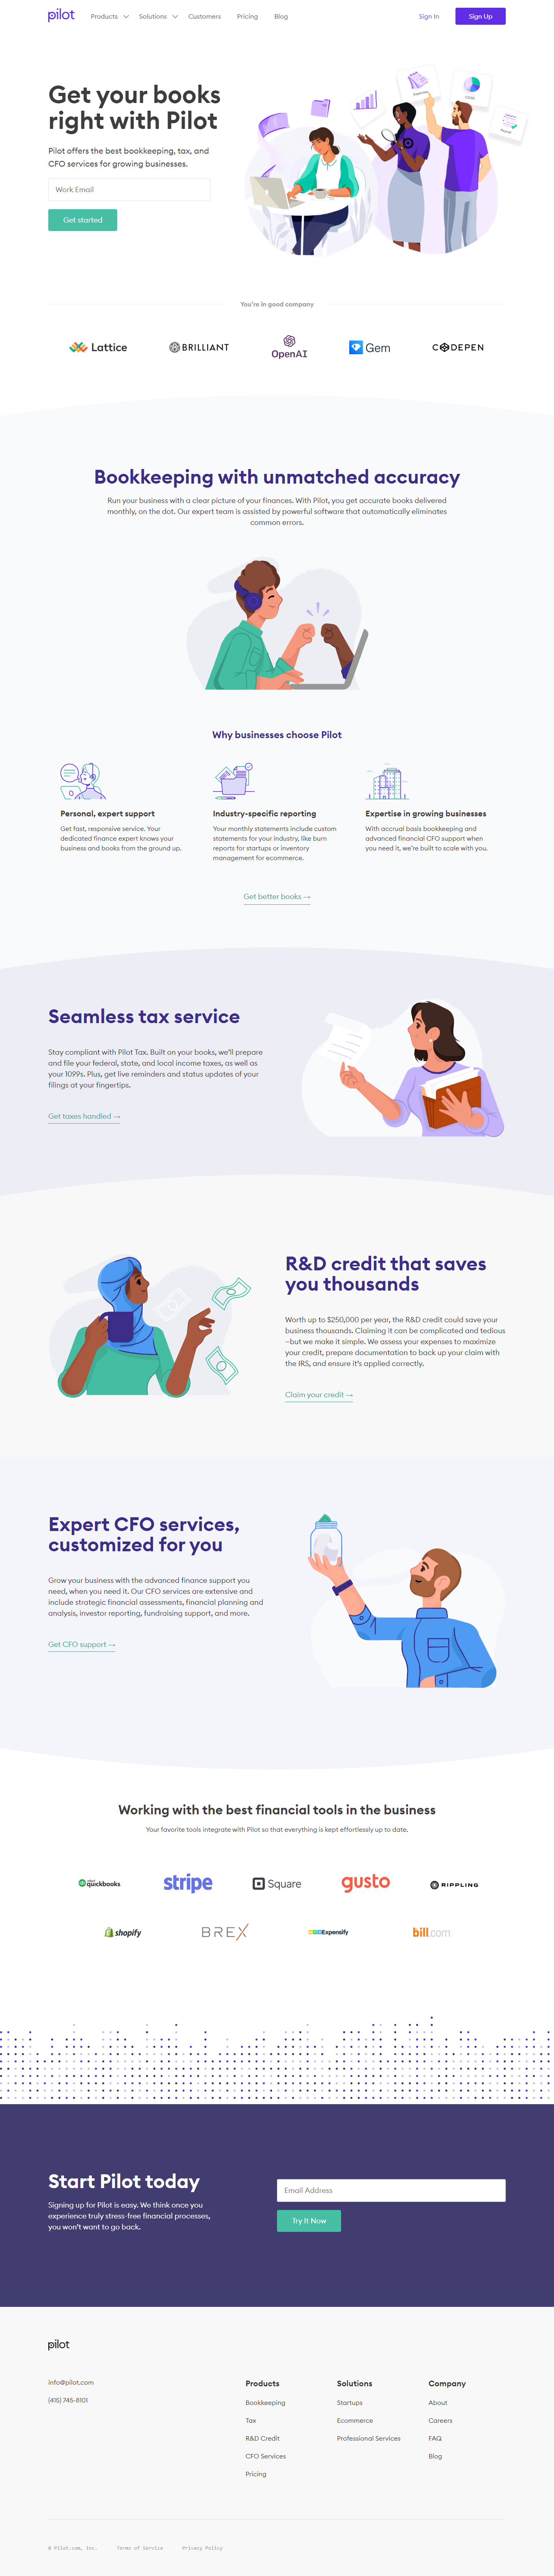 pilot
Products Solutions Customers Pricing Blog Sign In Sign Up
Get your books
right with Pilot
Pilot offers the best bookkeeping, tax, and
CFO services for growing businesses.
Work Email
Get started
You're in good company
Lattice BRILLIANT OpenAI Gem CODEPEN
Bookkeeping with unmatched accuracy
Run your business with a clear picture of your finances. With Pilot, you get accurate books delivered
monthly, on the dot. Our expert team is assisted by powerful software that automatically eliminates
common errors.
Why businesses choose Pilot
Personal, expert support
Get fast, responsive service. Your
dedicated finance expert knows your
business and books from the ground up.
Industry-specific reporting
Your monthly statements include custom
statements for your industry, like burn
reports for startups or inventory
management for ecommerce.
Expertise in growing businesses
With accrual basis bookkeeping and
advanced financial CFO support when
you need it, we're built to scale with you.
Get better books →
Seamless tax service
Stay compliant with Pilot Tax. Built on your books, we'll prepare
and file your federal, state, and local income taxes, as well as
your 1099s. Plus, get live reminders and status updates of your
filings at your fingertips.
Get taxes handled →
R&D credit that saves
you thousands
Worth up to $250,000 per year, the R&D credit could save your
business thousands. Claiming it can be complicated and tedious
—but we make it simple. We assess your expenses to maximize
your credit, prepare documentation to back up your claim with
the IRS, and ensure it's applied correctly.
Claim your credit →
Expert CFO services,
customized for you
Grow your business with the advanced finance support you
need, when you need it. Our CFO services are extensive and
include strategic financial assessments, financial planning and
analysis, investor reporting, fundraising support, and more.
Get CFO support →
Working with the best financial tools in the business
Your favorite tools integrate with Pilot so that everything is kept effortlessly up to date.
quickbooks stripe Square gusto RIPPLING
shopify BREX Expensify bill.com
Start Pilot today
Signing up for Pilot is easy. We think once you
experience truly stress-free financial processes,
you won't want to go back.
Email Address
Try It Now
pilot
info@pilot.com
(415) 745-8101
Products
Bookkeeping
Tax
R&D Credit
CFO Services
Pricing
Solutions
Startups
Ecommerce
Professional Services
Company
About
Careers
FAQ
Blog
© Pilot.com, Inc. Terms of Service Privacy Policy